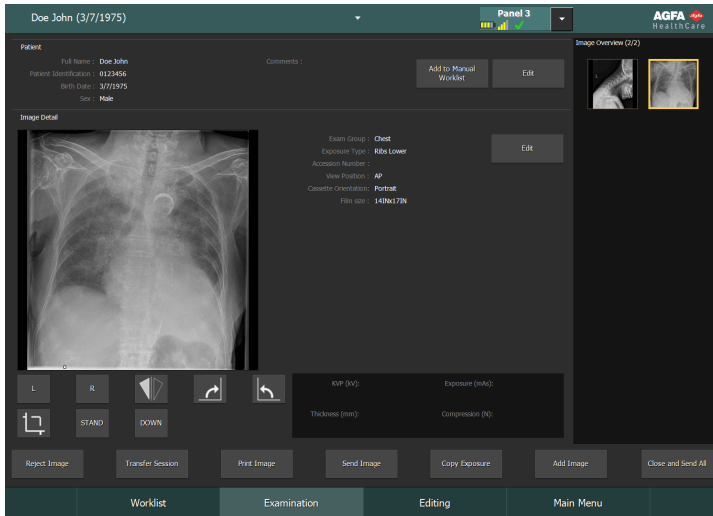 Doe John (3/7/1975)
Panel 3
AGFA
HealthCare
Patient
Full Name : Doe John
Comments :
Patient Identification : 0123456
Birth Date : 3/7/1975
Sex : Male
Add to Manual
Worklist
Edit
Image Overview (2/2)
L
Image Detail
Exam Group : Chest
Exposure Type : Ribs Lower
Accession Number :
View Position : AP
Cassette Orientation: Portrait
Film size : 14INx17IN
Edit
L
R
STAND
DOWN
KVP (kV):
Exposure (mAs):
Thickness (mm):
Compression (N):
Reject Image
Transfer Session
Print Image
Send Image
Copy Exposure
Add Image
Close and Send All
Worklist
Examination
Editing
Main Menu